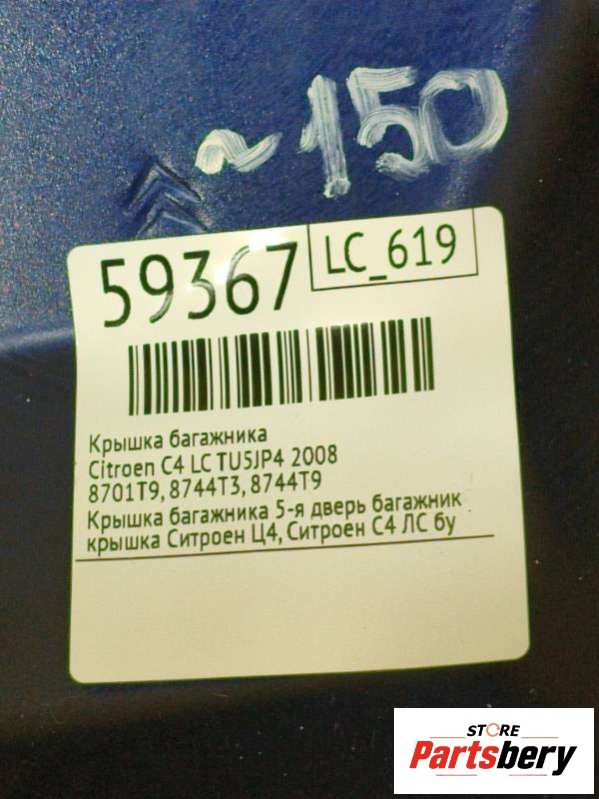 ~150
59367
LC_619
Крышка багажника
Citroen C4 LC TU5JP4 2008
8701T9, 8744T3, 8744T9
Крышка багажника 5-я дверь багажник
крышка Ситроен Ц4, Ситроен С4 ЛС бу
STORE
Partsbery